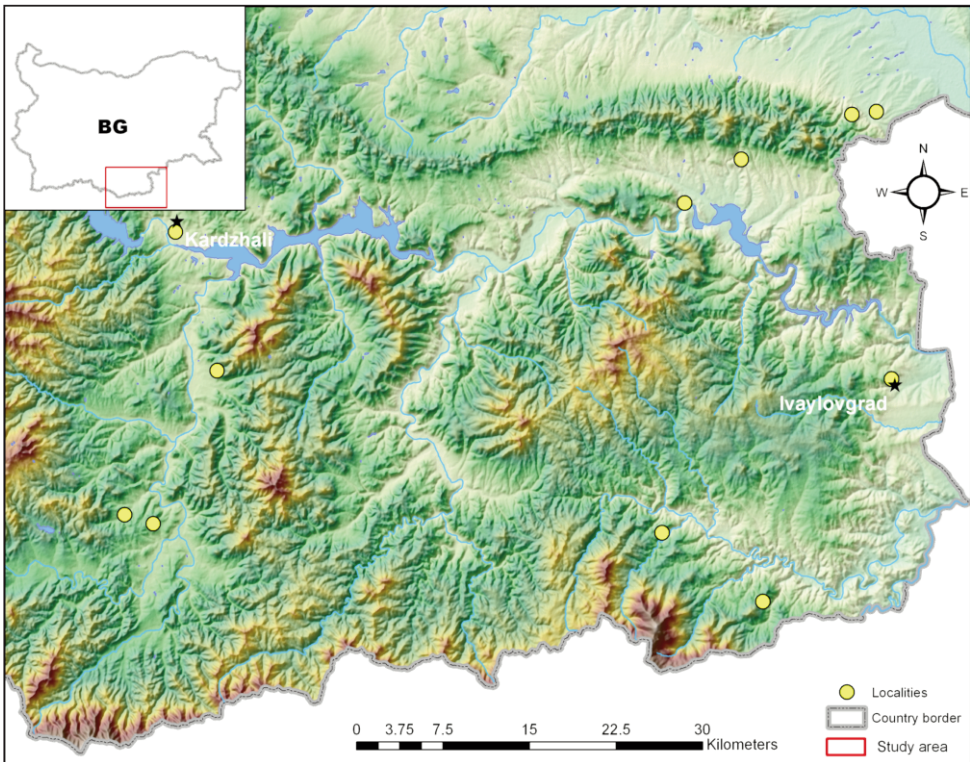 BG
N
W E
S
Kardzhali
Ivaylovgrad
Localities
Country border
Study area
0 3.75 7.5 15 22.5 30
Kilometers